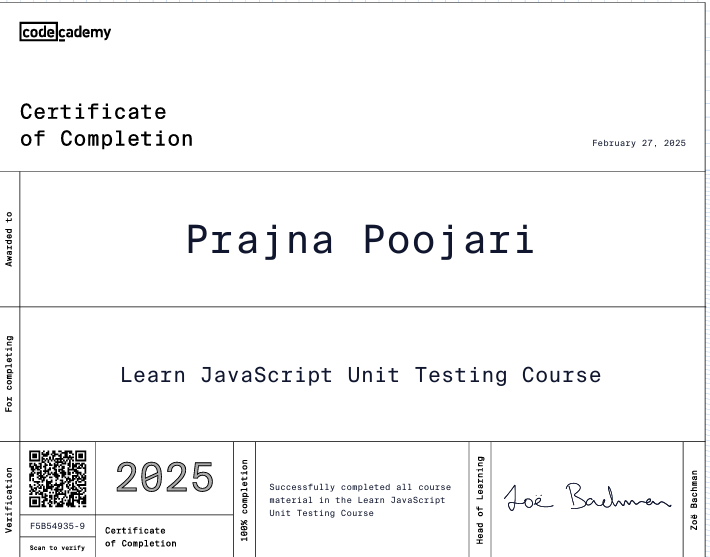 codecademy
Certificate
of Completion
February 27, 2025
Awarded to
Prajna Poojari
For completing
Learn JavaScript Unit Testing Course
Verification
F5B54935-9
Scan to verify
2025
Certificate
of Completion
100% completion
Successfully completed all course
material in the Learn JavaScript
Unit Testing Course
Head of Learning
Zoë Bachman
Zoë Bachman